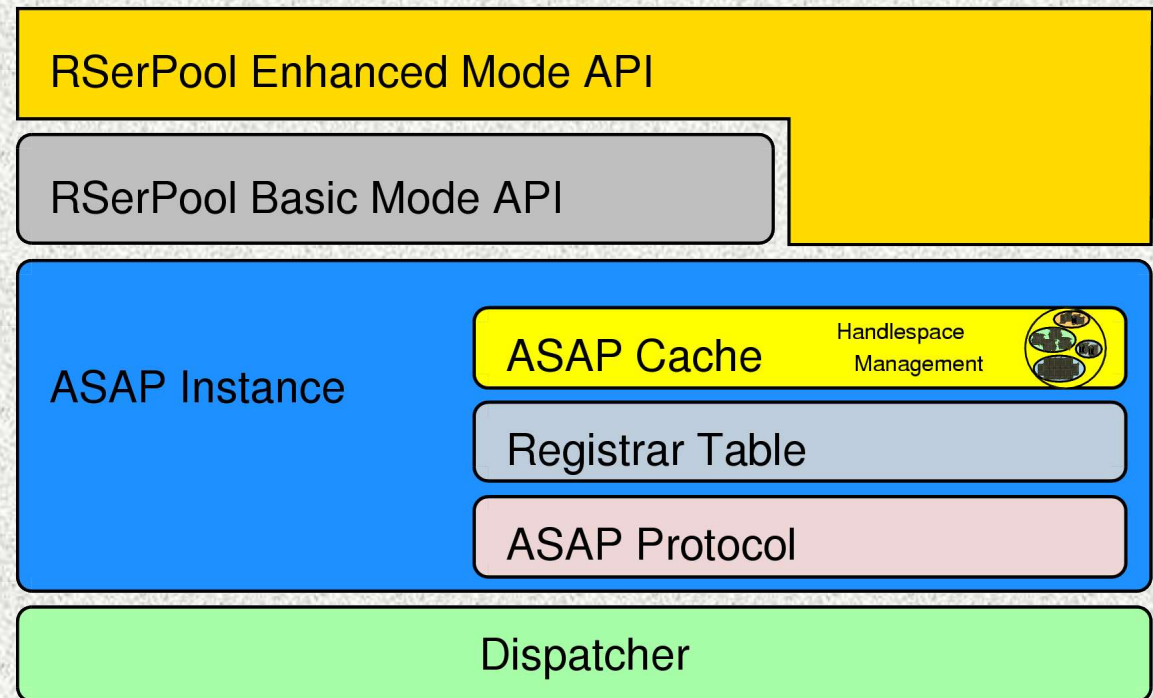 RSerPool Enhanced Mode API
RSerPool Basic Mode API
ASAP Instance
ASAP Cache
Handlespace
Management
Registrar Table
ASAP Protocol
Dispatcher